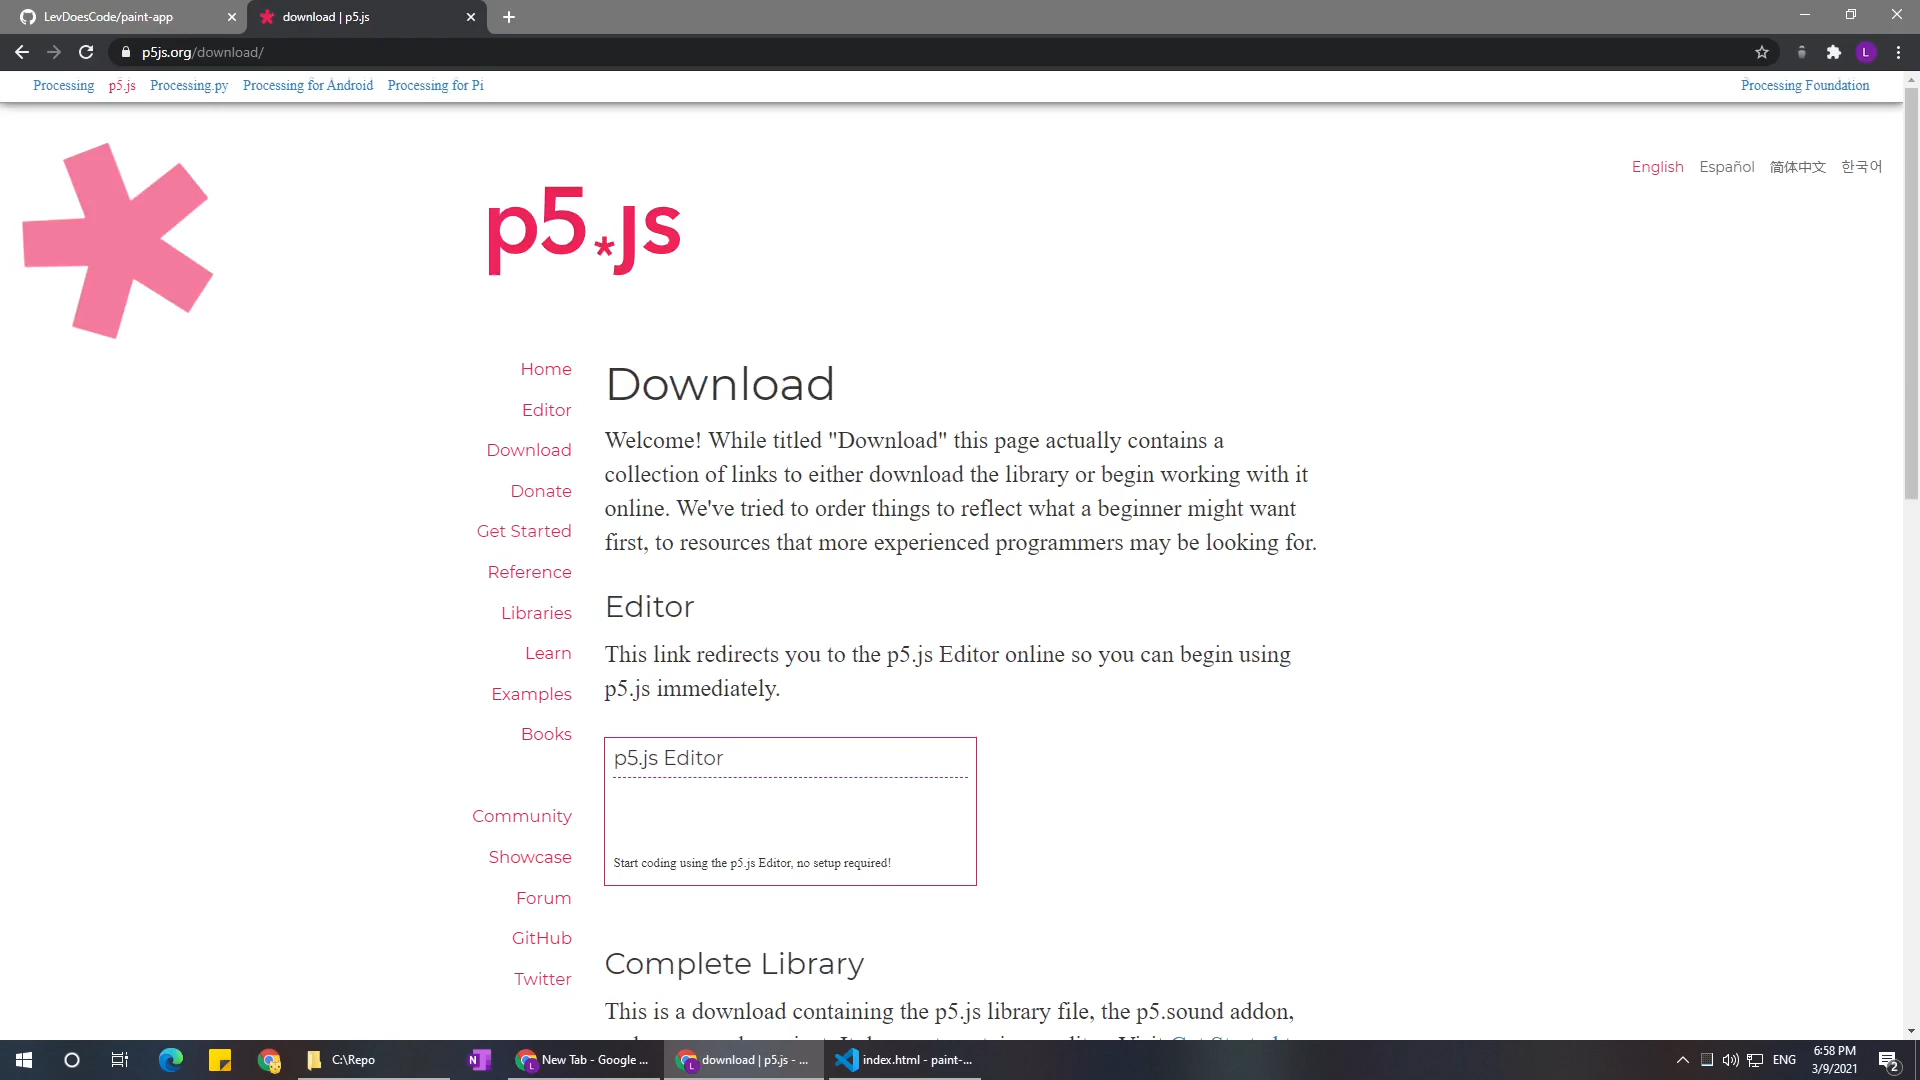 LevDoesCode/paint-app
download | p5.js
p5js.org/download/
L
Processing p5.js Processing.py Processing for Android Processing for Pi
Processing Foundation
English Español 简体中文 한국어
p5*js
Home
Editor
Download
Donate
Get Started
Reference
Libraries
Learn
Examples
Books
Community
Showcase
Forum
GitHub
Twitter
Download
Welcome! While titled "Download" this page actually contains a
collection of links to either download the library or begin working with it
online. We've tried to order things to reflect what a beginner might want
first, to resources that more experienced programmers may be looking for.
Editor
This link redirects you to the p5.js Editor online so you can begin using
p5.js immediately.
p5.js Editor
Start coding using the p5.js Editor, no setup required!
Complete Library
This is a download containing the p5.js library file, the p5.sound addon,
C:\Repo
N
L
New Tab - Google ...
L
download | p5.js - ...
index.html - paint-...
ENG
6:58 PM
3/9/2021
2